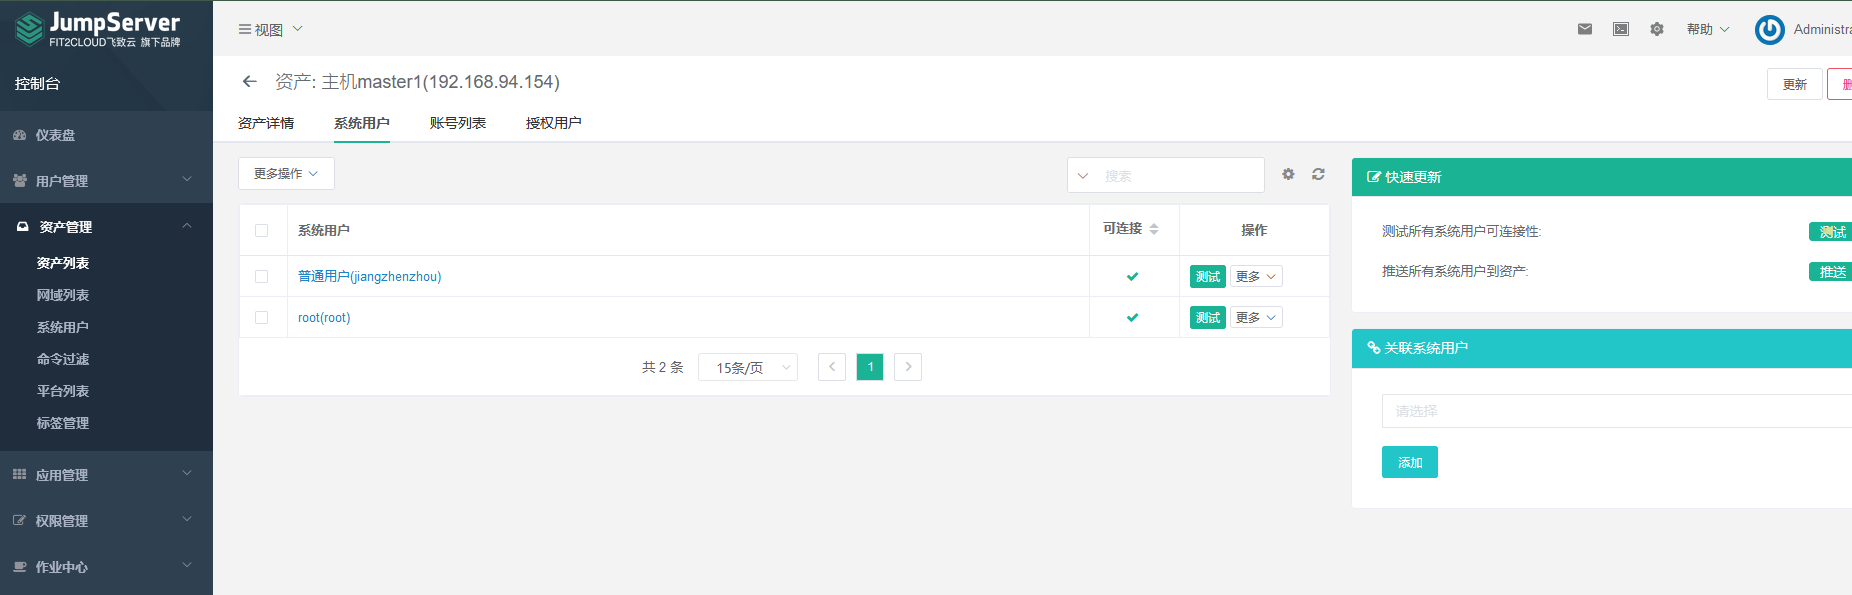 JumpServer
FIT2CLOUD飞致云 旗下品牌
控制台
仪表盘
用户管理
资产管理
资产列表
网域列表
系统用户
命令过滤
平台列表
标签管理
应用管理
权限管理
作业中心
视图
帮助
Administra
资产: 主机master1(192.168.94.154)
更新
资产详情 系统用户 账号列表 授权用户
更多操作
搜索
系统用户 可连接 操作
普通用户(jiangzhenzhou) 测试 更多
root(root) 测试 更多
共 2 条 15条/页 1
快速更新
测试所有系统用户可连接性: 测试
推送所有系统用户到资产: 推送
关联系统用户
请选择
添加